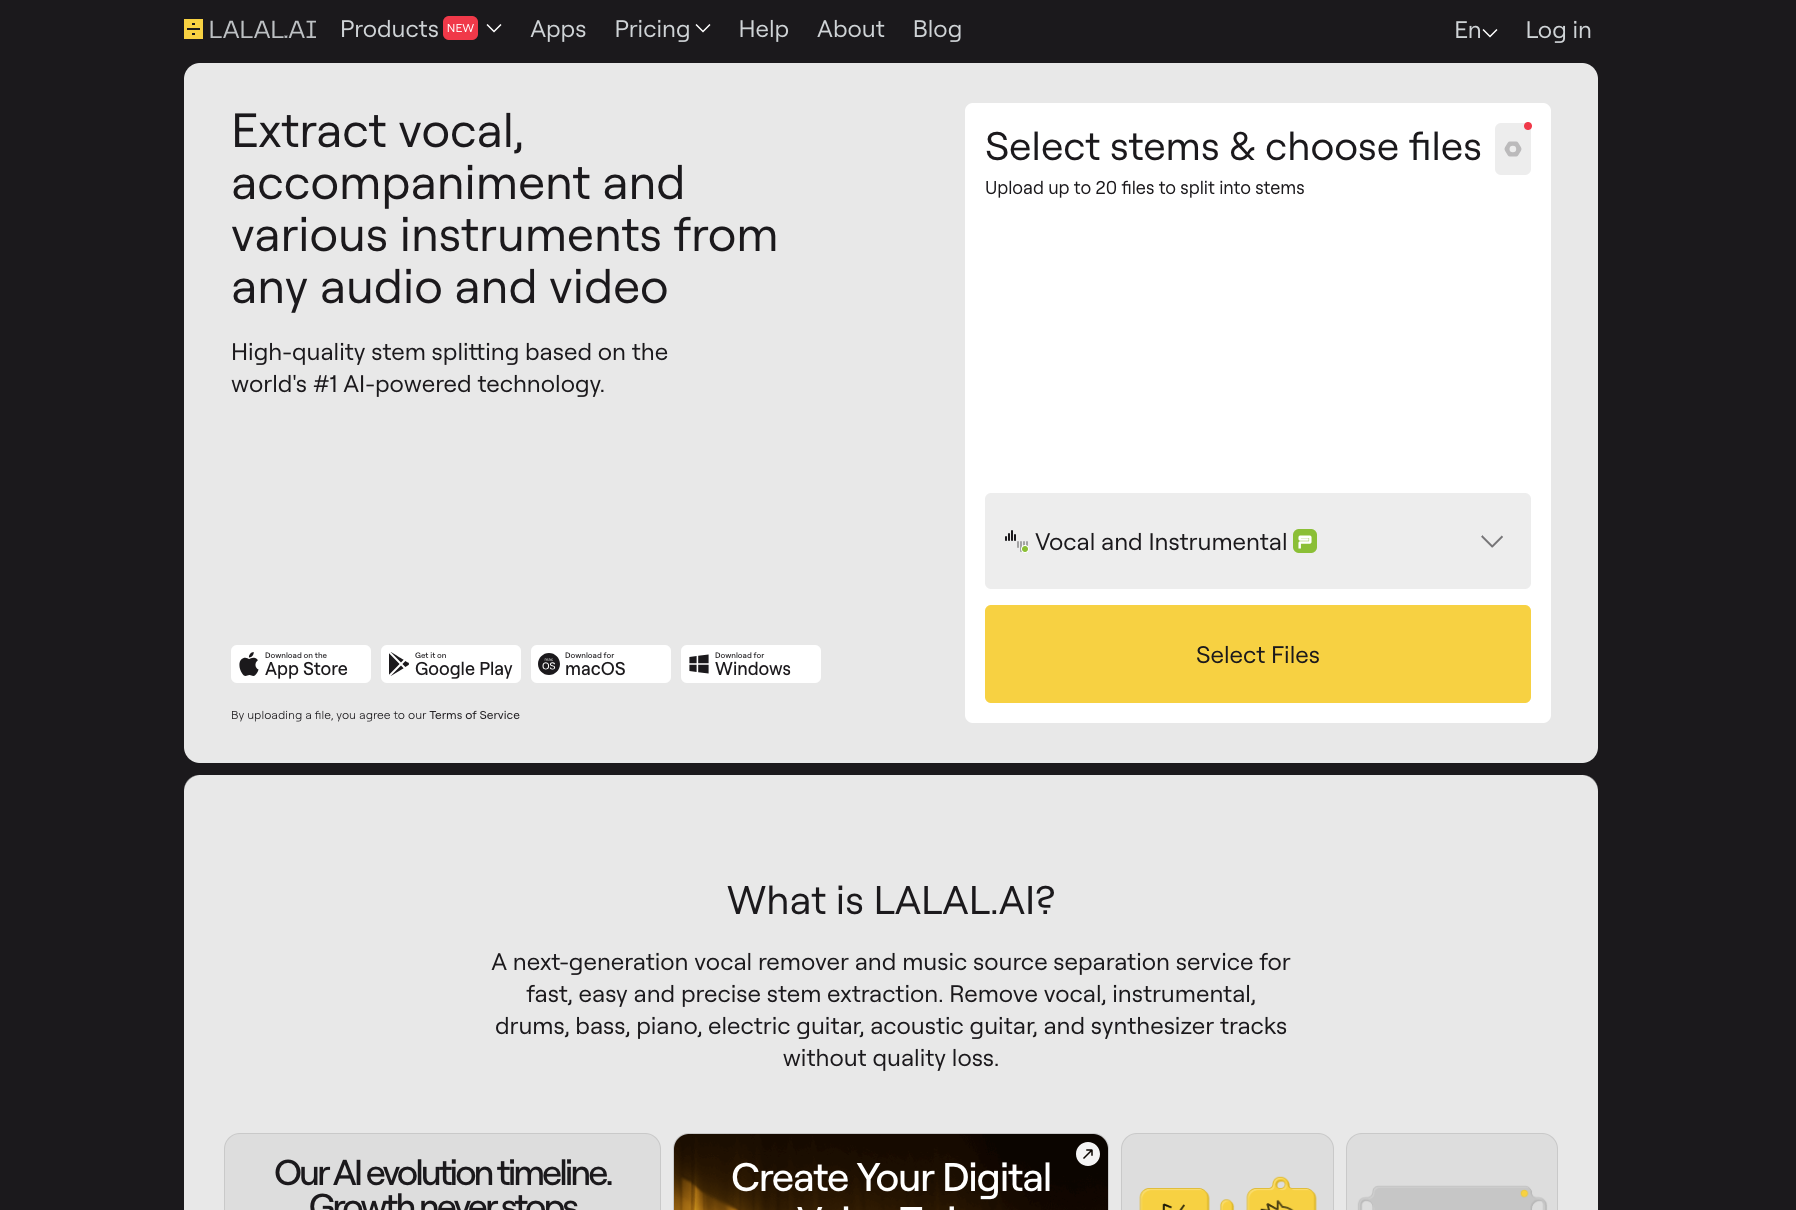 LALAL.AI
Products NEW
Apps
Pricing
Help
About
Blog
En
Log in
Extract vocal,
accompaniment and
various instruments from
any audio and video
High-quality stem splitting based on the
world's #1 AI-powered technology.
Download on the
App Store
Get it on
Google Play
OS
Download for
macOS
Download for
Windows
By uploading a file, you agree to our Terms of Service
Select stems & choose files
Upload up to 20 files to split into stems
Vocal and Instrumental
Select Files
What is LALAL.AI?
A next-generation vocal remover and music source separation service for
fast, easy and precise stem extraction. Remove vocal, instrumental,
drums, bass, piano, electric guitar, acoustic guitar, and synthesizer tracks
without quality loss.
Our AI evolution timeline.
Growth never stops
Create Your Digital